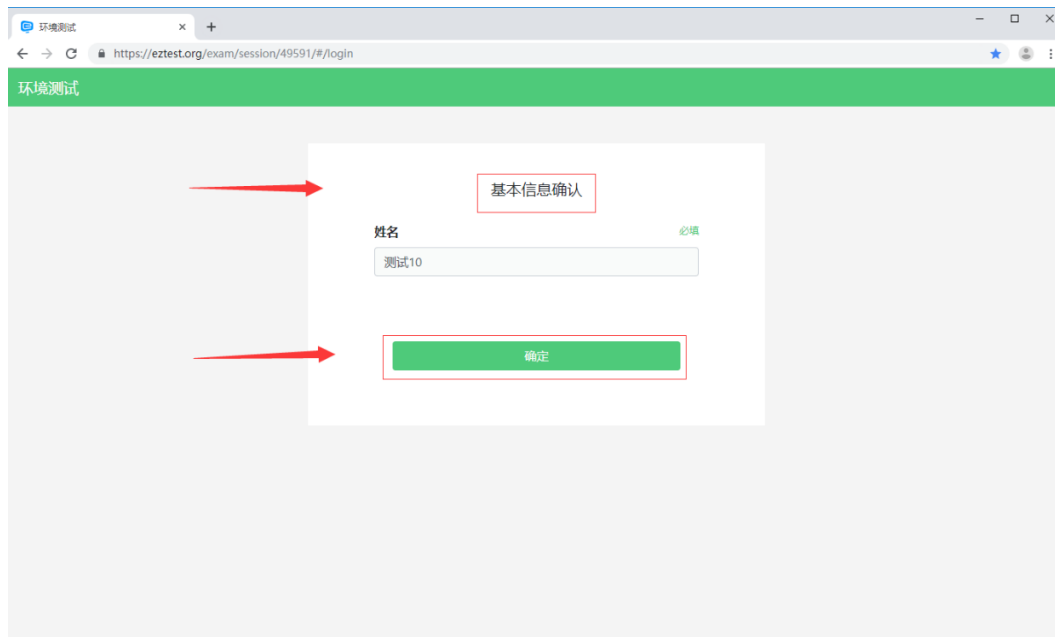 环境测试
https://eztest.org/exam/session/49591/#/login
环境测试
基本信息确认
姓名
必填
测试10
确定